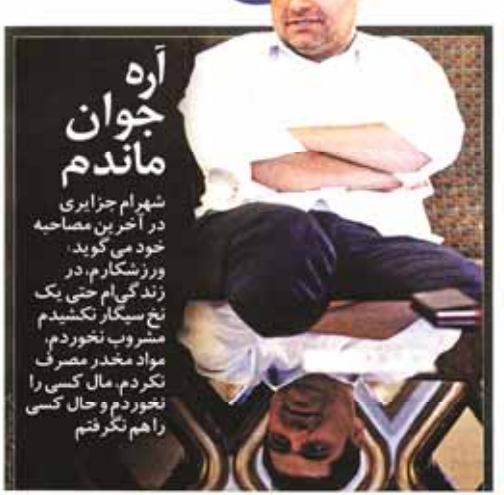 آره
جوان
ماندم
شهرام جزایری
در آخرین مصاحبه
خود می‌گوید،
ورزشکارم، در
زندگی‌ام حتی یک
نخ سیگار نکشیدم
مشروب نخوردم،
مواد مخدر مصرف
نکردم، مال کسی را
نخوردم و حال کسی
را هم نگرفتم